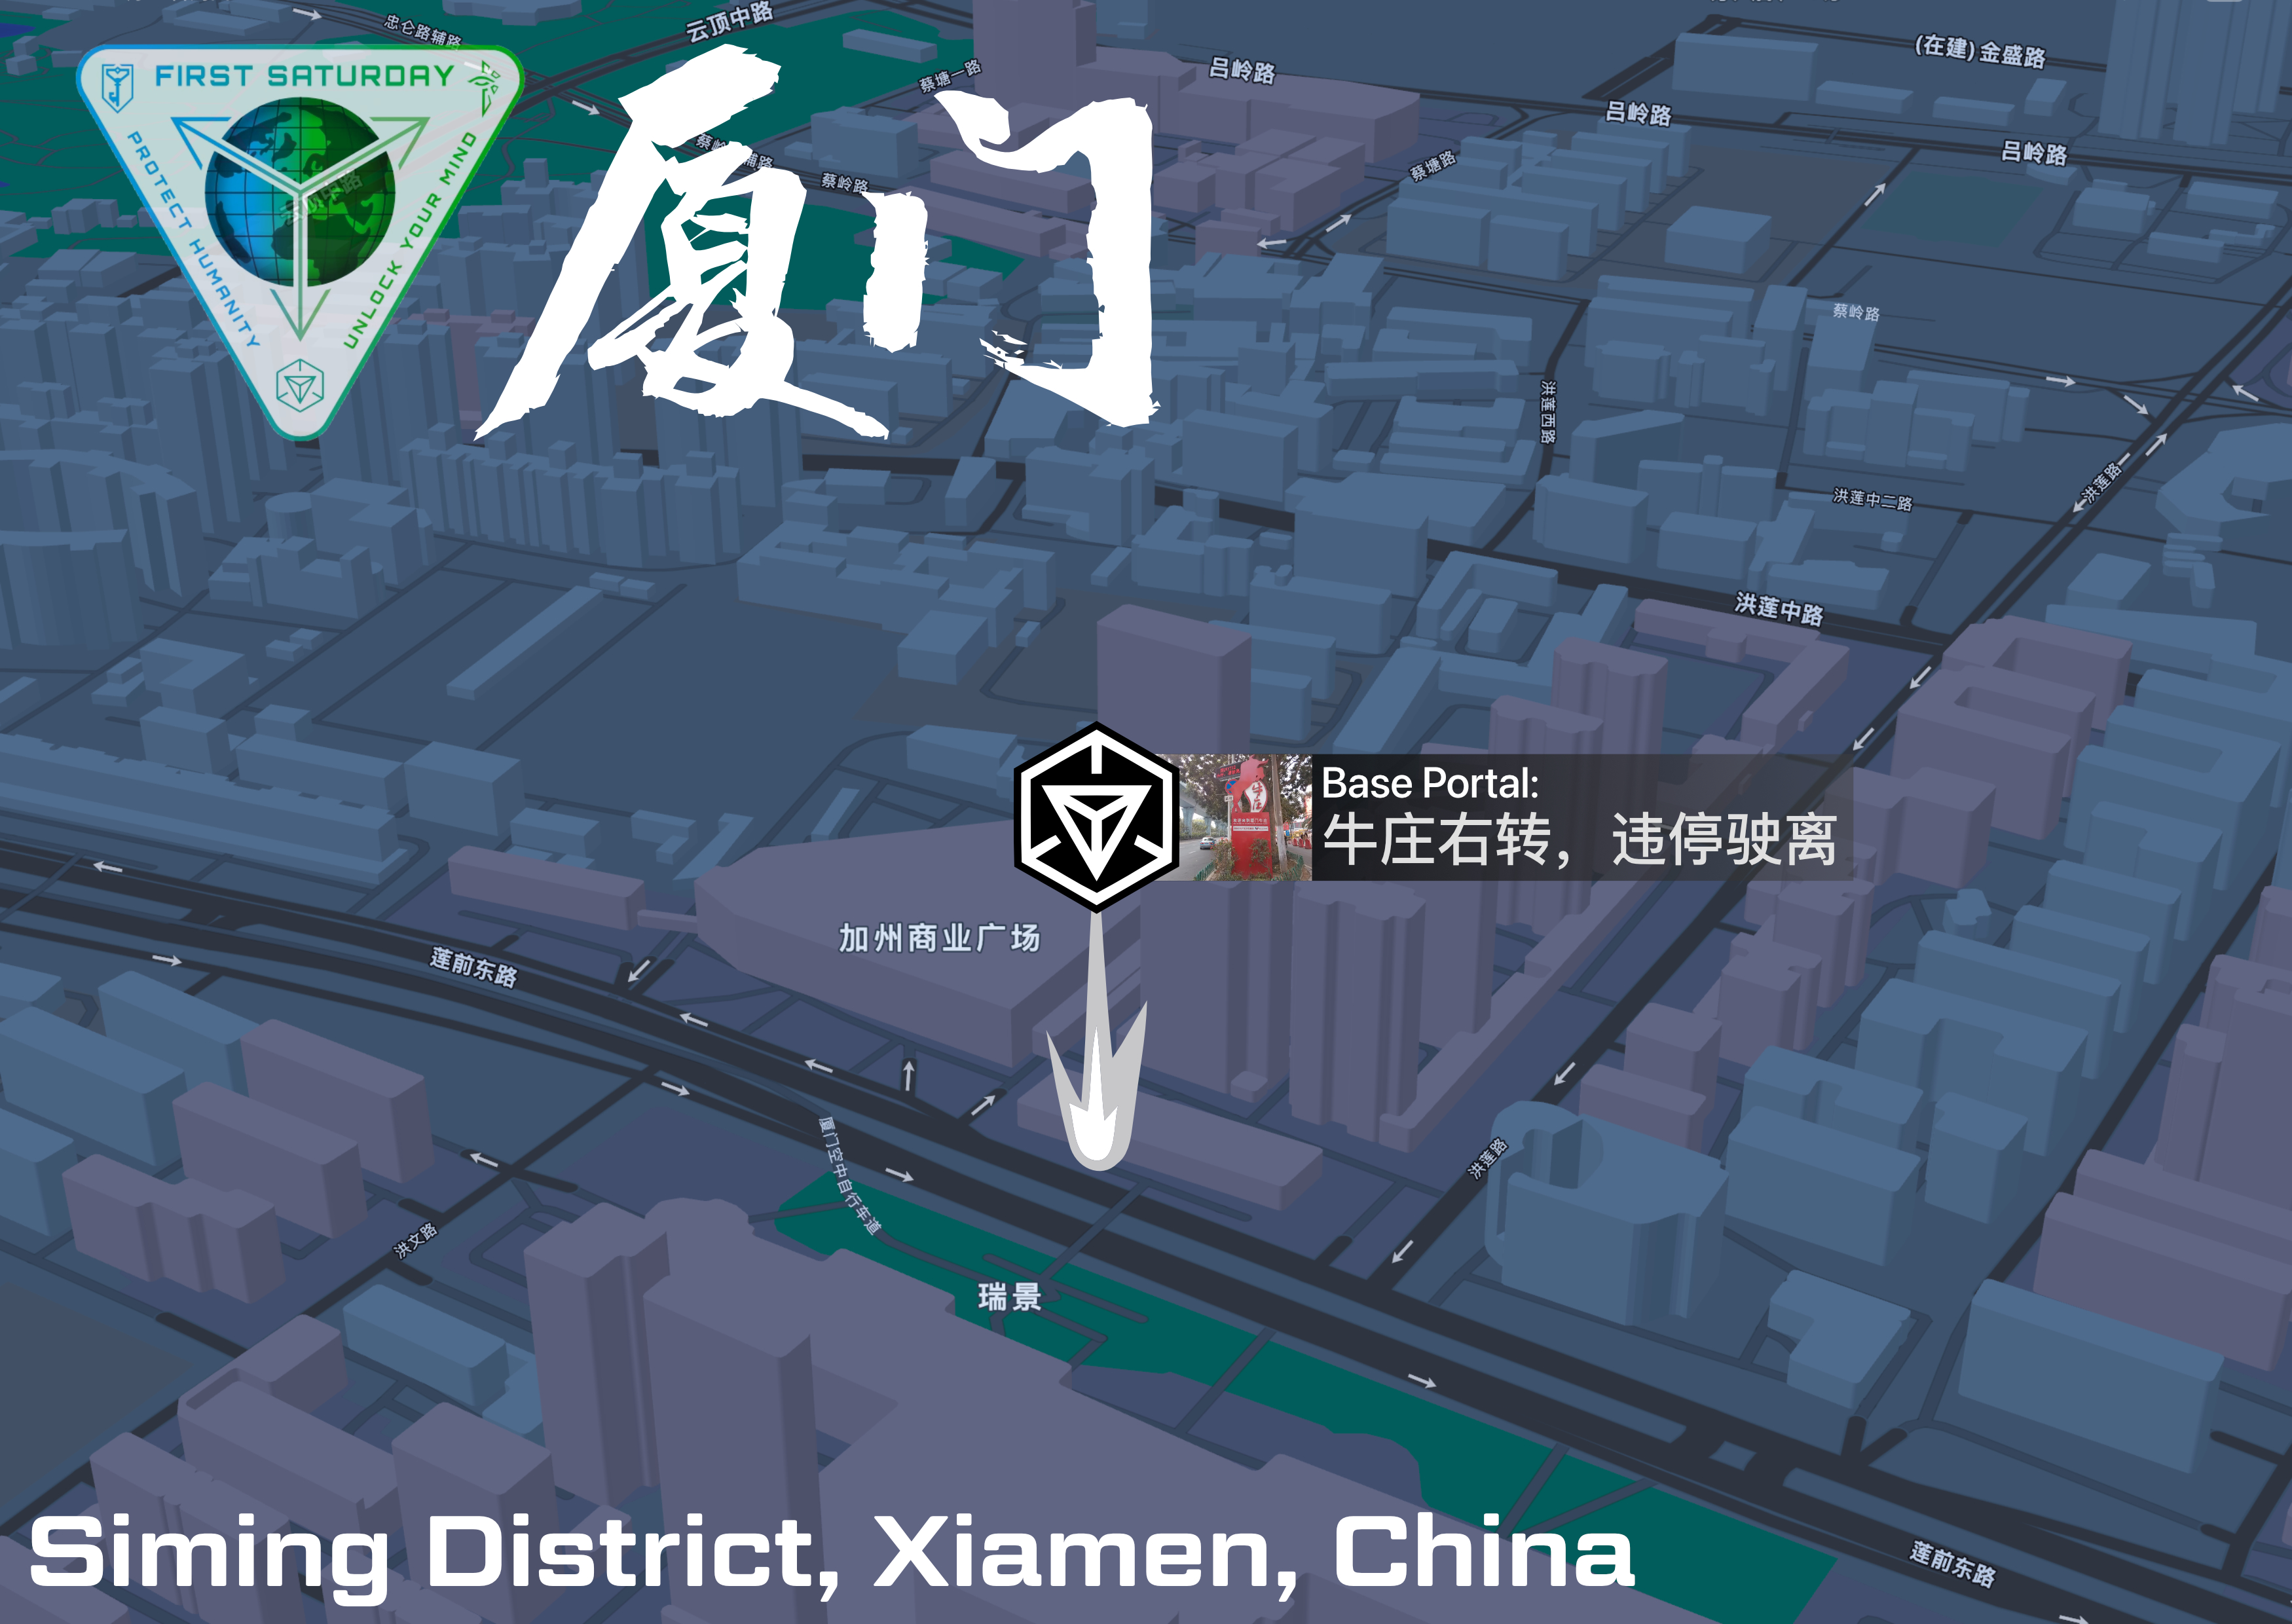 忠仑路辅路
云顶中路
(在建)金盛路
吕岭路
蔡塘一路
FIRST SATURDAY
PROTECT HUMANITY
UNLOCK YOUR MIND
云顶中路
厦门
吕岭路
吕岭路
蔡塘路
蔡岭路
蔡岭路
洪莲西路
洪莲路
洪莲中二路
洪莲中路
Base Portal:
牛庄右转，违停驶离
加州商业广场
莲前东路
厦门空中自行车道
洪莲路
洪文路
瑞景
Siming District, Xiamen, China
莲前东路